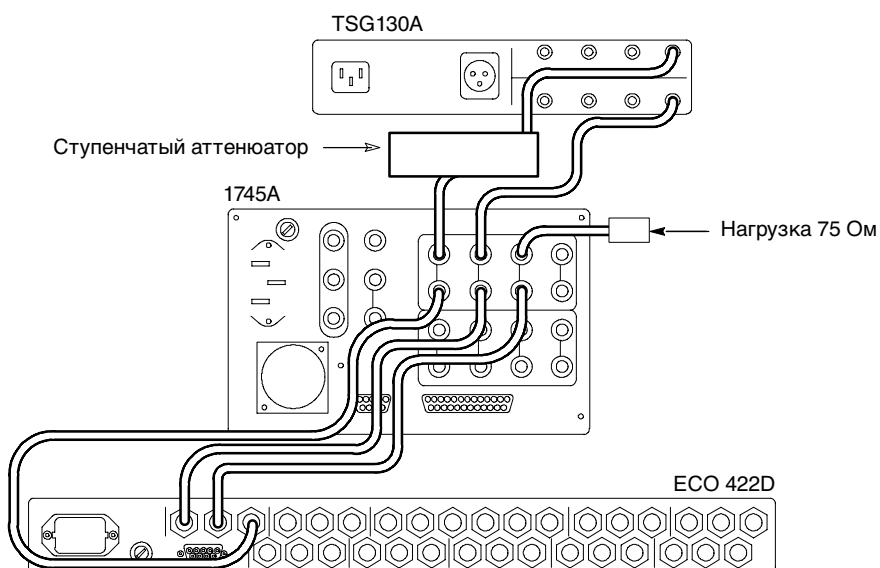 TSG130A
Ступенчатый аттенюатор
1745A
Нагрузка 75 Ом
ECO 422D